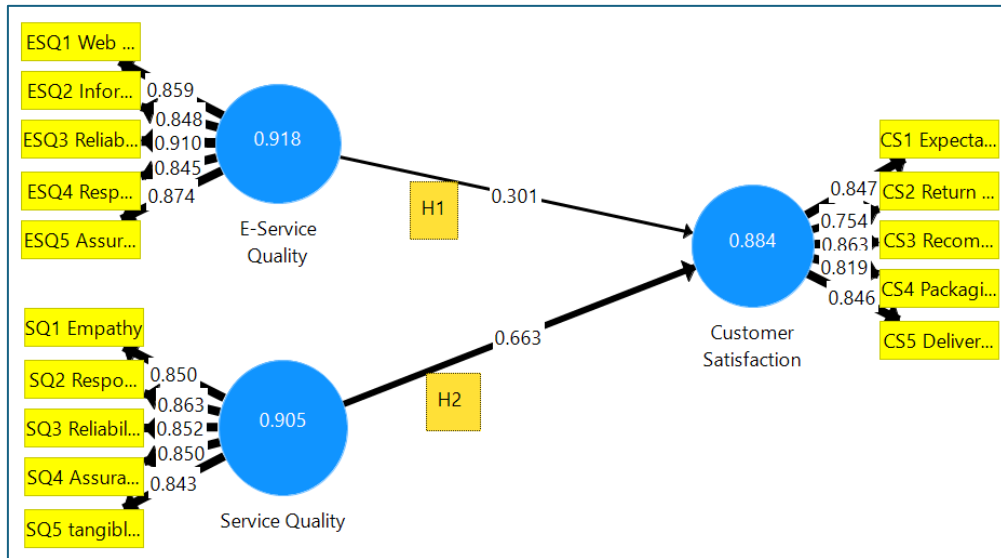 ESQ1 Web ...
ESQ2 Infor...
ESQ3 Reliab...
ESQ4 Resp...
ESQ5 Assur...
0.859
0.848
0.910
0.845
0.874
0.918
E-Service
Quality
H1
0.301
SQ1 Empathy
SQ2 Respo...
SQ3 Reliabil...
SQ4 Assura...
SQ5 tangibl...
0.850
0.863
0.852
0.850
0.843
0.905
Service Quality
0.663
H2
0.884
Customer
Satisfaction
0.847
0.754
0.863
0.819
0.846
CS1 Expecta...
CS2 Return ...
CS3 Recom...
CS4 Packagi...
CS5 Deliver...